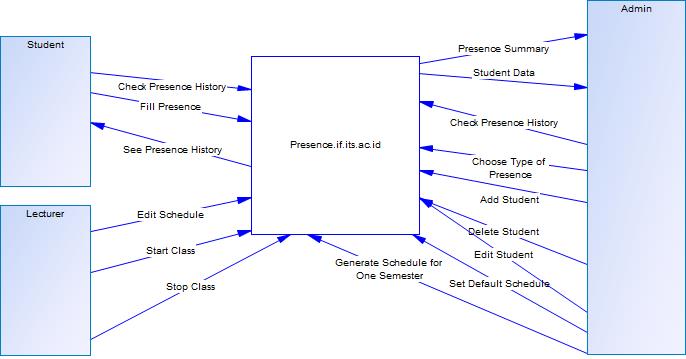 Admin
Student
Presence Summary
Student Data
Check Presence History
Fill Presence
Check Presence History
Presence.if.its.ac.id
See Presence History
Choose Type of
Presence
Add Student
Lecturer
Edit Schedule
Delete Student
Start Class
Edit Student
Generate Schedule for
One Semester
Stop Class
Set Default Schedule